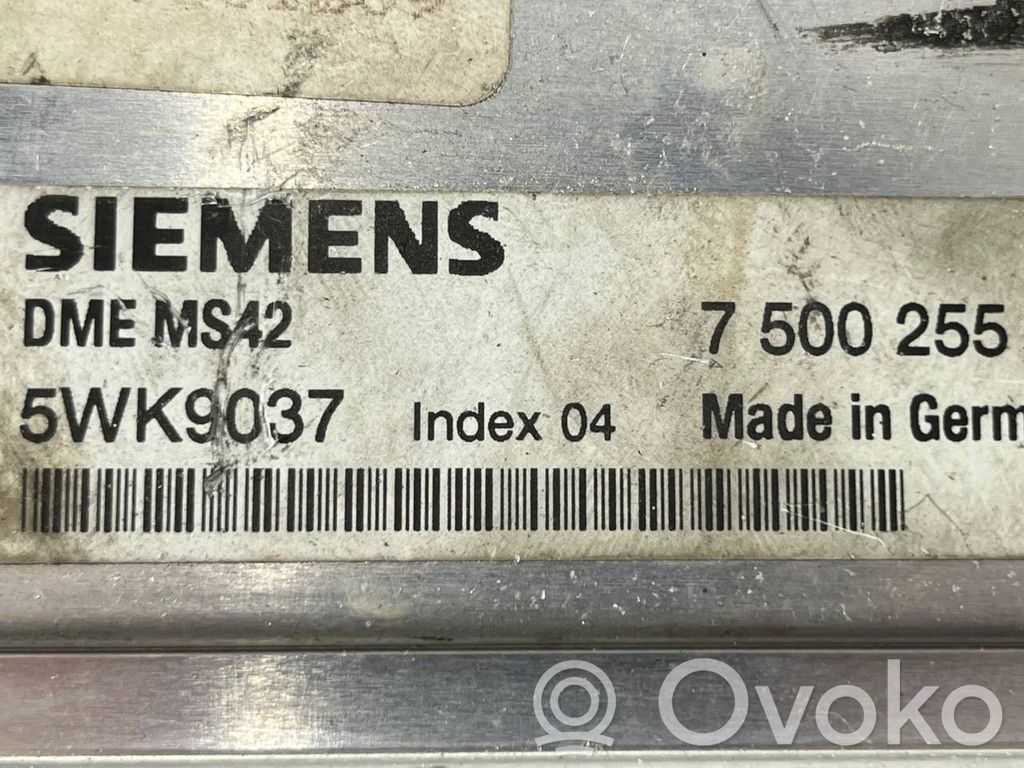 SIEMENS
DME MS42
7 500 255
5WK9037
Index 04
Made in Germ
Ovoko